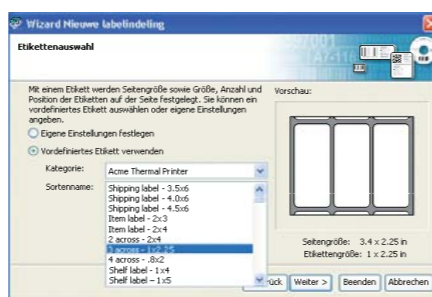 Wizard Nieuwe labelindeling
Etikettenauswahl
Mit einem Etikett werden Seitengröße sowie Größe, Anzahl und
Position der Etiketten auf der Seite festgelegt. Sie können ein
vordefiniertes Etikett auswählen oder eigene Einstellungen
angeben.
Eigene Einstellungen festlegen
Vordefiniertes Etikett verwenden
Kategorie: Acme Thermal Printer
Sortenname:
Shipping label - 3.5x6
Shipping label - 4.0x6
Shipping label - 4.5x6
Item label - 2x3
Item label - 2x4
2 across - 2x4
3 across - 1x2.25
4 across - .8x2
Shelf label - 1x4
Shelf label - 1x5
Vorschau:
Seitengröße: 3.4 x 2.25 in
Etikettengröße: 1 x 2.25 in
ück Weiter > Beenden Abbrechen